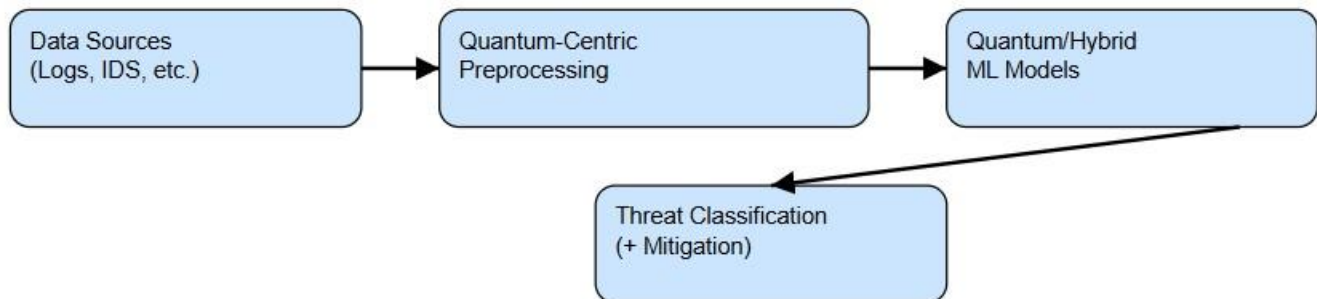 Data Sources
(Logs, IDS, etc.)
Quantum-Centric
Preprocessing
Quantum/Hybrid
ML Models
Threat Classification
(+ Mitigation)